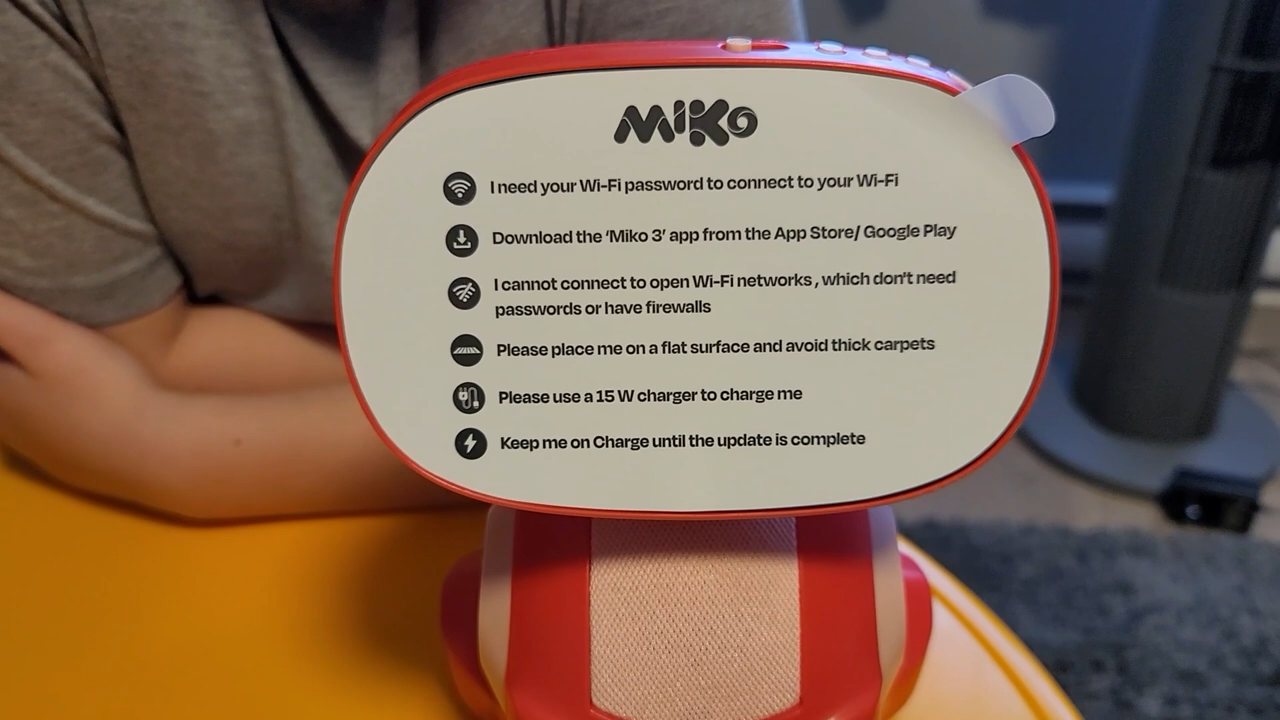 MIKO
I need your Wi-Fi password to connect to your Wi-Fi
Download the ‘Miko 3’ app from the App Store/ Google Play
I cannot connect to open Wi-Fi networks , which don't need
passwords or have firewalls
Please place me on a flat surface and avoid thick carpets
Please use a 15 W charger to charge me
Keep me on Charge until the update is complete